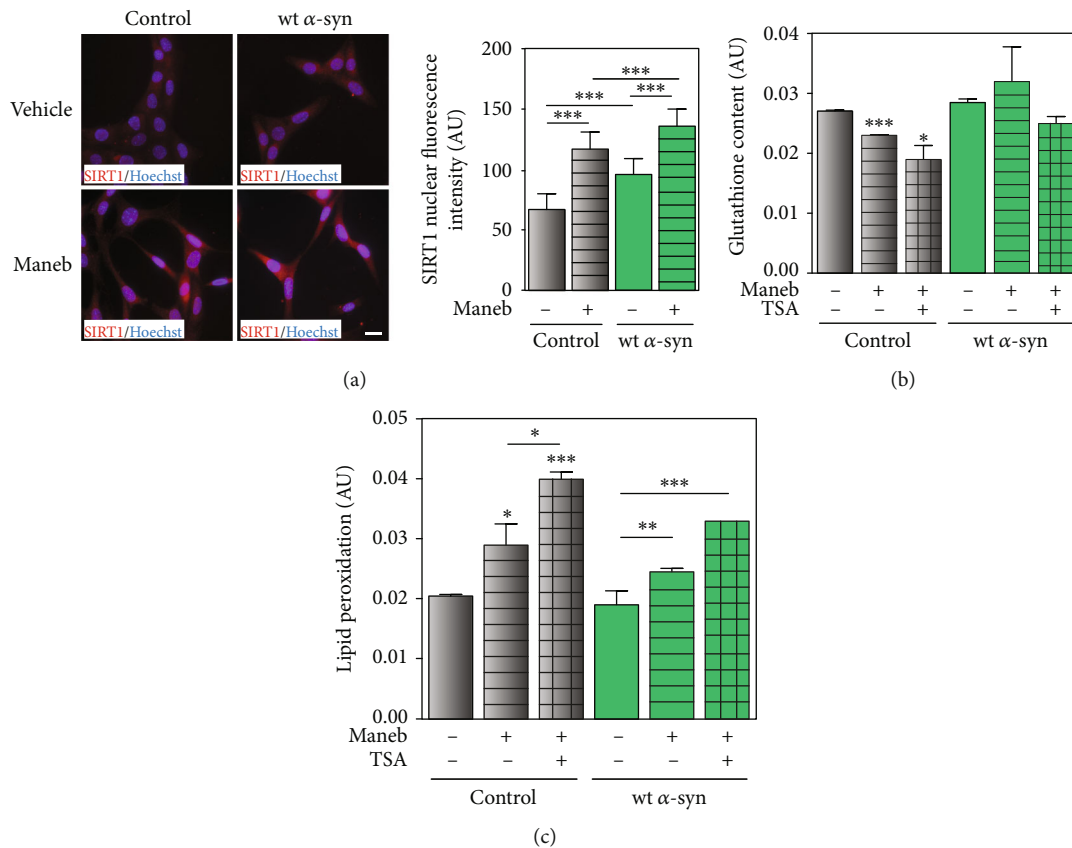 Control
wt α-syn
Vehicle
SIRT1/Hoechst
SIRT1/Hoechst
Maneb
SIRT1/Hoechst
SIRT1/Hoechst
SIRT1 nuclear fluorescence
intensity (AU)
200
150
100
50
0
***
***
***
***
Maneb – + – +
Control wt α-syn
(a)
Glutathione content (AU)
0.04
0.03
0.02
0.01
0.00
***
*
Maneb – + + – + +
TSA – – + – – +
Control wt α-syn
(b)
Lipid peroxidation (AU)
0.05
0.04
0.03
0.02
0.01
0.00
*
***
*
***
**
Maneb – + + – + +
TSA – – + – – +
Control wt α-syn
(c)